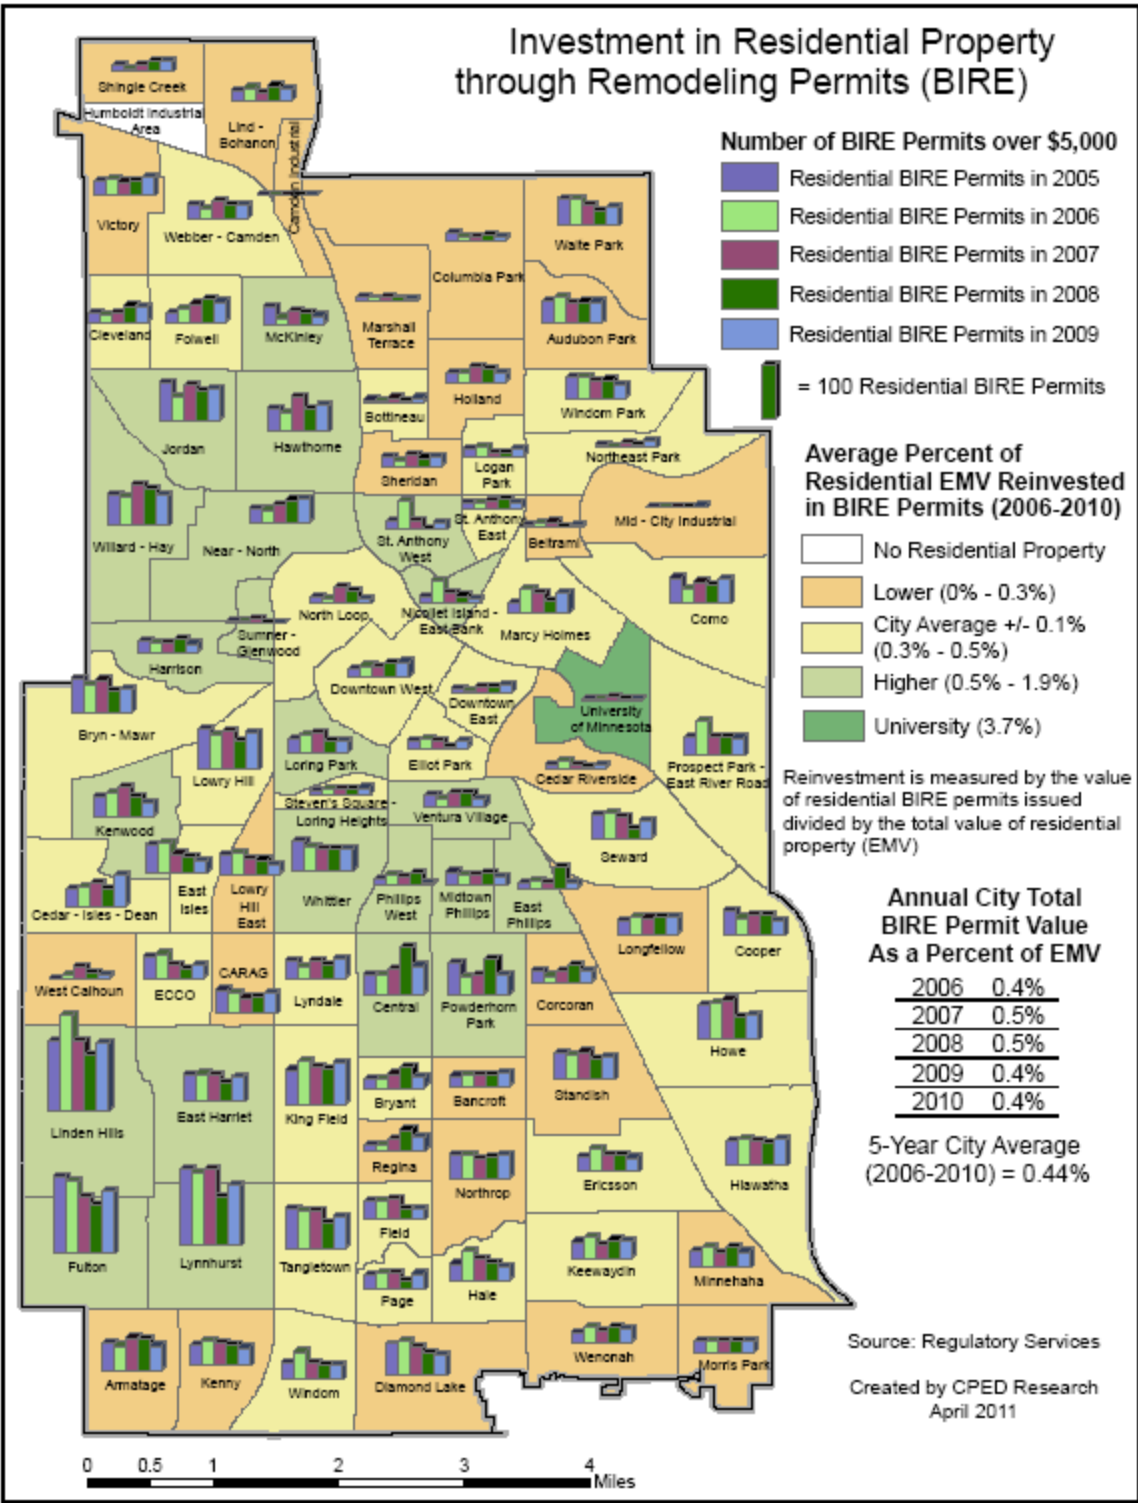 Investment in Residential Property
through Remodeling Permits (BIRE)
Number of BIRE Permits over $5,000
Residential BIRE Permits in 2005
Residential BIRE Permits in 2006
Residential BIRE Permits in 2007
Residential BIRE Permits in 2008
Residential BIRE Permits in 2009
= 100 Residential BIRE Permits
Average Percent of
Residential EMV Reinvested
in BIRE Permits (2006-2010)
No Residential Property
Lower (0% - 0.3%)
City Average +/- 0.1%
(0.3% - 0.5%)
Higher (0.5% - 1.9%)
University (3.7%)
Reinvestment is measured by the value
of residential BIRE permits issued
divided by the total value of residential
property (EMV)
Annual City Total
BIRE Permit Value
As a Percent of EMV
2006 0.4%
2007 0.5%
2008 0.5%
2009 0.4%
2010 0.4%
5-Year City Average
(2006-2010) = 0.44%
Source: Regulatory Services
Created by CPED Research
April 2011
Shingle Creek
Humboldt Industrial
Area
Lind -
Bohanon
Camden Industrial
Victory
Webber - Camden
Columbia Park
Waite Park
Cleveland
Folwell
McKinley
Marshall
Terrace
Audubon Park
Holland
Bottineau
Windom Park
Jordan
Hawthorne
Sheridan
Logan
Park
Northeast Park
Willard - Hay
Near - North
St. Anthony
West
St. Anthony
East
Beltrami
Mid - City Industrial
North Loop
Nicollet Island -
East Bank
Marcy Holmes
Como
Sumner -
Glenwood
Harrison
Downtown West
Downtown
East
University
of Minnesota
Bryn - Mawr
Lowry Hill
Loring Park
Elliot Park
Cedar Riverside
Prospect Park -
East River Road
Steven's Square -
Loring Heights
Ventura Village
Kenwood
Seward
East
Isles
Lowry
Hill
East
Whittier
Phillips
West
Midtown
Phillips
East
Phillips
Cedar - Isles - Dean
Longfellow
Cooper
West Calhoun
ECCO
CARAG
Lyndale
Central
Powderhorn
Park
Corcoran
Howe
Linden Hills
East Harriet
King Field
Bryant
Bancroft
Standish
Regina
Northrop
Ericsson
Hiawatha
Fulton
Lynnhurst
Tangletown
Field
Page
Hale
Keewaydin
Minnehaha
Armatage
Kenny
Windom
Diamond Lake
Wenonah
Morris Park
0 0.5 1 2 3 4
Miles